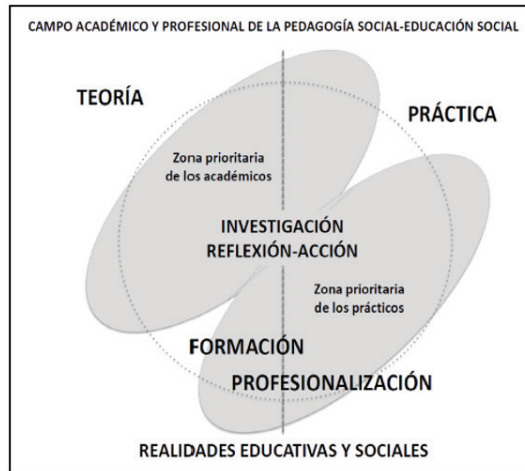 CAMPO ACADÉMICO Y PROFESIONAL DE LA PEDAGOGÍA SOCIAL-EDUCACIÓN SOCIAL
TEORÍA
PRÁCTICA
Zona prioritaria
de los académicos
INVESTIGACIÓN
REFLEXIÓN-ACCIÓN
Zona prioritaria
de los prácticos
FORMACIÓN
PROFESIONALIZACIÓN
REALIDADES EDUCATIVAS Y SOCIALES